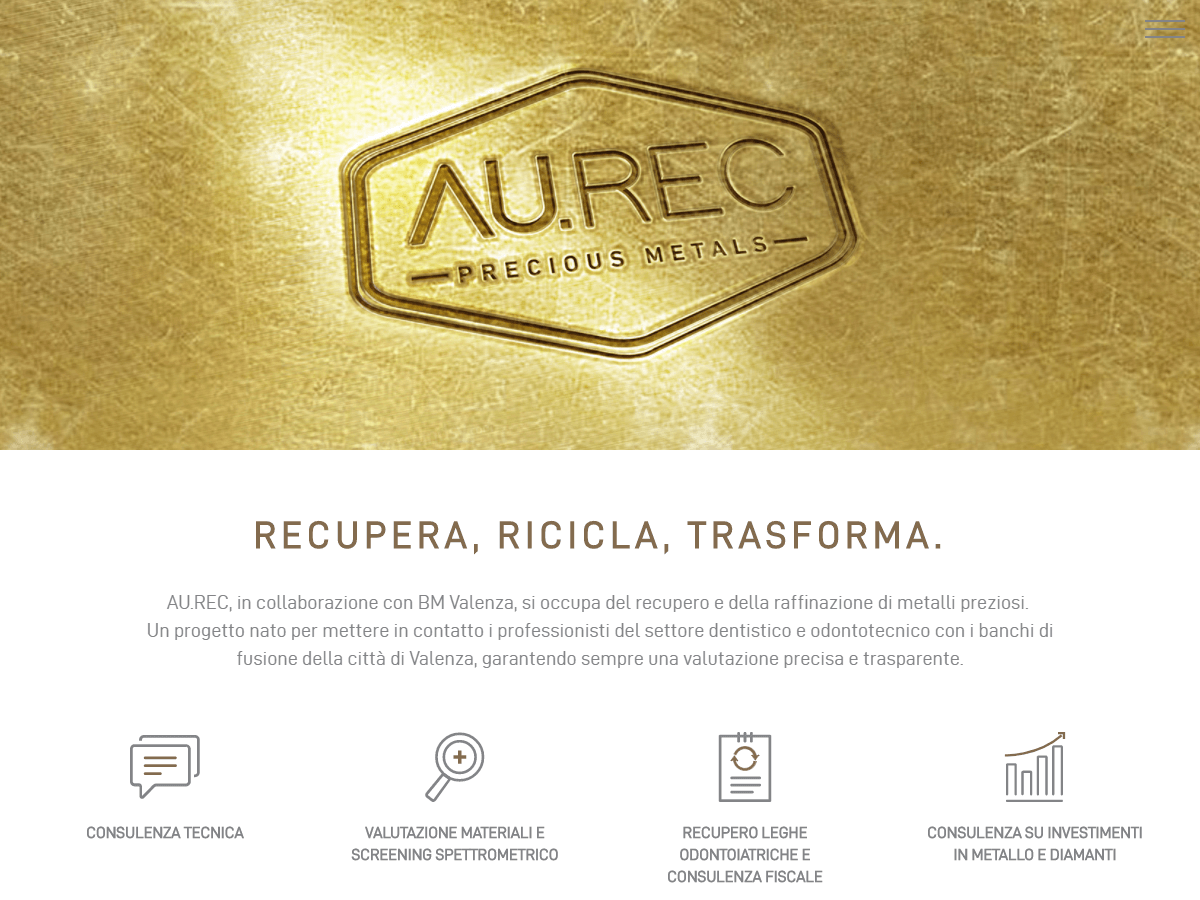 AU.REC
PRECIOUS METALS
RECUPERA, RICICLA, TRASFORMA.
AU.REC, in collaborazione con BM Valenza, si occupa del recupero e della raffinazione di metalli preziosi.
Un progetto nato per mettere in contatto i professionisti del settore dentistico e odontotecnico con i banchi di
fusione della città di Valenza, garantendo sempre una valutazione precisa e trasparente.
CONSULENZA TECNICA
VALUTAZIONE MATERIALI E
SCREENING SPETTROMETRICO
RECUPERO LEGHE
ODONTOIATRICHE E
CONSULENZA FISCALE
CONSULENZA SU INVESTIMENTI
IN METALLO E DIAMANTI